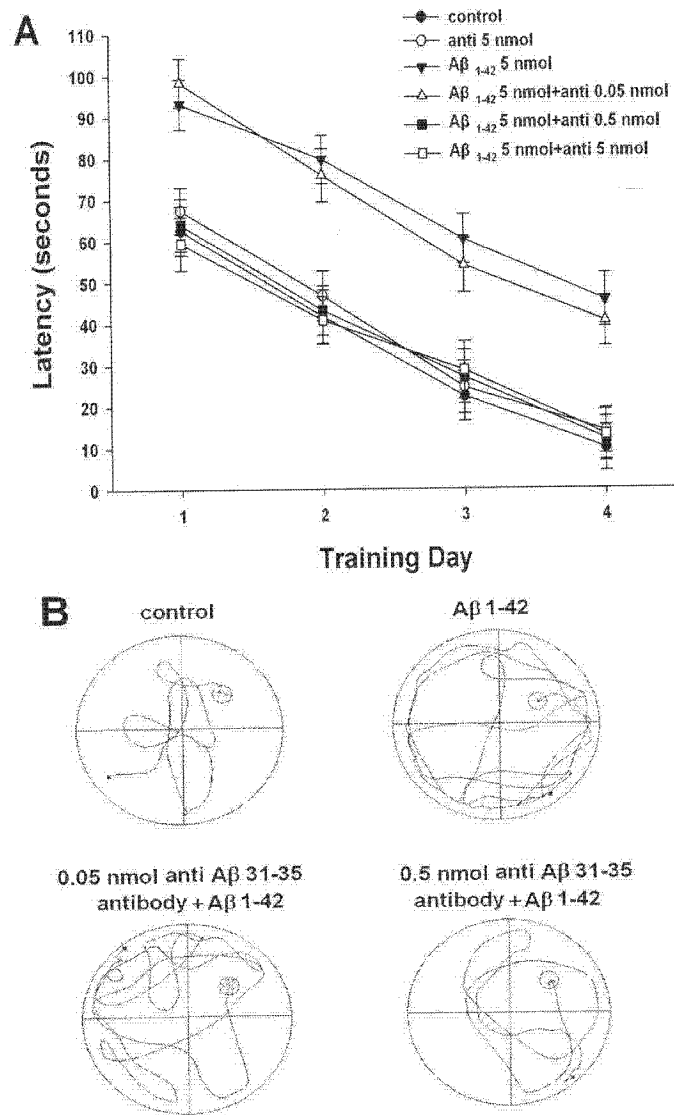 A
control
anti 5 nmol
Aβ 1-42 5 nmol
Aβ 1-42 5 nmol+anti 0.05 nmol
Aβ 1-42 5 nmol+anti 0.5 nmol
Aβ 1-42 5 nmol+anti 5 nmol
Latency (seconds)
110
100
90
80
70
60
50
40
30
20
10
0
1 2 3 4
Training Day
B
control
Aβ 1-42
0.05 nmol anti Aβ 31-35
antibody + Aβ 1-42
0.5 nmol anti Aβ 31-35
antibody + Aβ 1-42